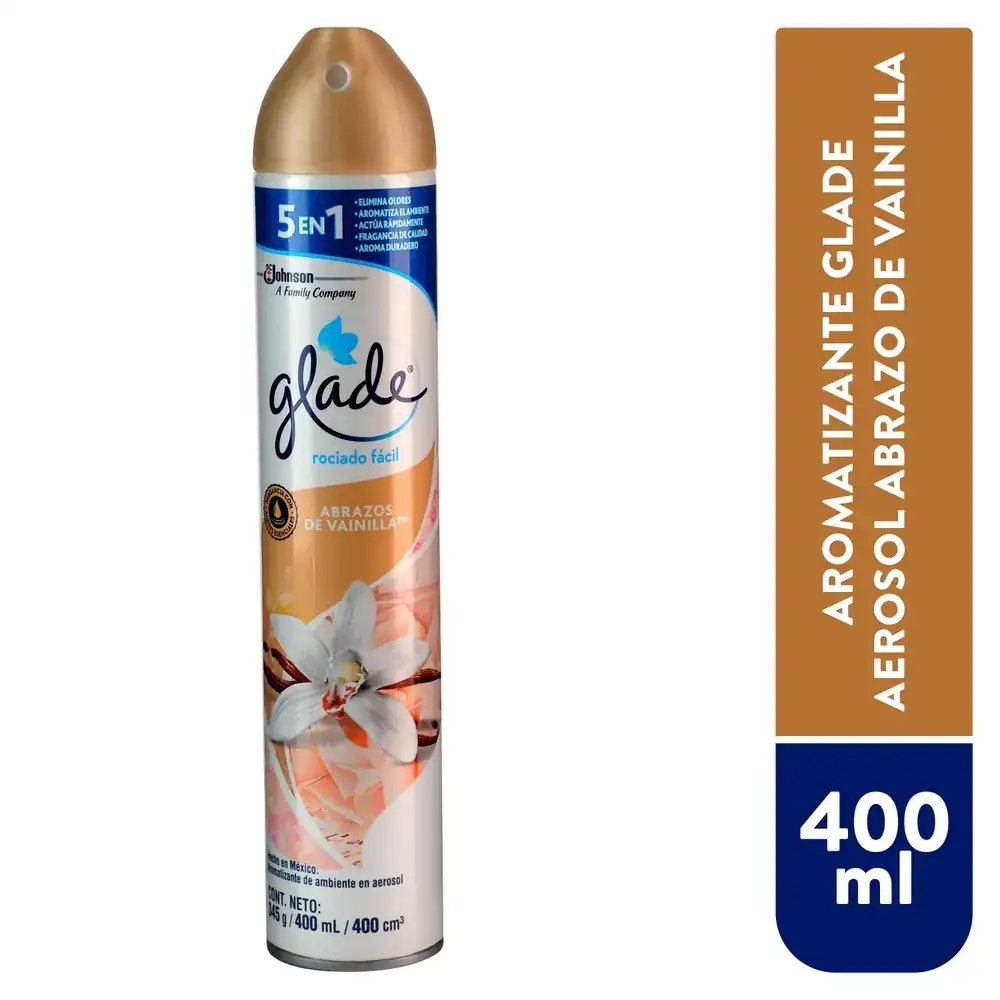 5 EN 1
•ELIMINA OLORES
•AROMATIZA EL AMBIENTE
•ACTÚA RÁPIDAMENTE
•FRAGANCIA DE CALIDAD
•AROMA DURADERO
SC Johnson
A Family Company
glade®
rociado fácil
ABRAZOS
DE VAINILLA™
en México.
de ambiente en aerosol
CONT. NETO:
345 g / 400 mL / 400 cm³
AROMATIZANTE GLADE
AEROSOL ABRAZO DE VAINILLA
400
ml